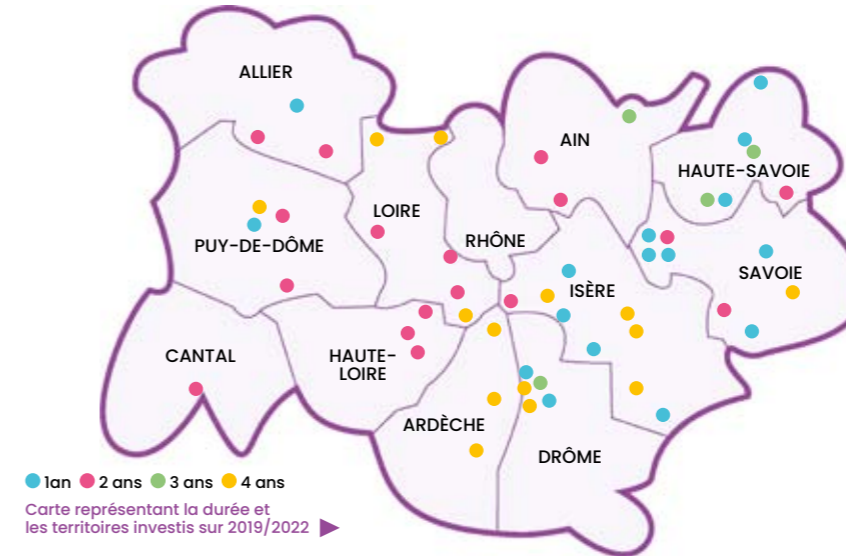 ALLIER
AIN
HAUTE-SAVOIE
LOIRE
RHÔNE
PUY-DE-DÔME
SAVOIE
ISÈRE
CANTAL
HAUTE-
LOIRE
ARDÈCHE
DRÔME
1an 2 ans 3 ans 4 ans
Carte représentant la durée et
les territoires investis sur 2019/2022